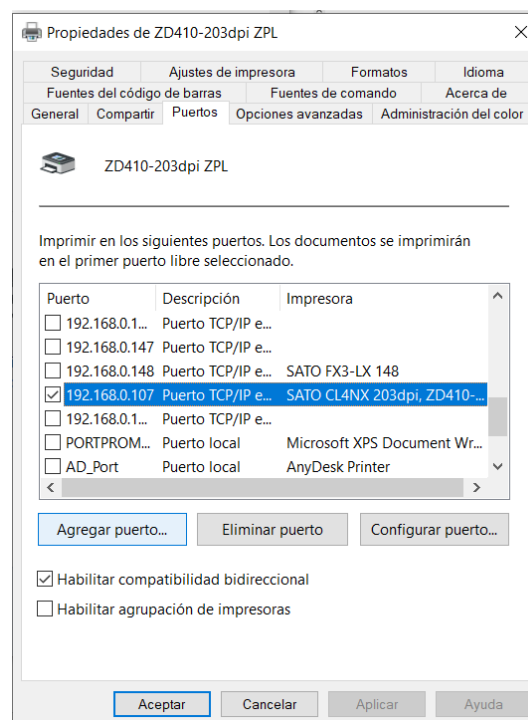 Propiedades de ZD410-203dpi ZPL
Seguridad Ajustes de impresora Formatos Idioma
Fuentes del código de barras Fuentes de comando Acerca de
General Compartir Puertos Opciones avanzadas Administración del color
ZD410-203dpi ZPL
Imprimir en los siguientes puertos. Los documentos se imprimirán
en el primer puerto libre seleccionado.
Puerto Descripción Impresora
192.168.0.1... Puerto TCP/IP e...
192.168.0.147 Puerto TCP/IP e...
192.168.0.148 Puerto TCP/IP e... SATO FX3-LX 148
192.168.0.107 Puerto TCP/IP e... SATO CL4NX 203dpi, ZD410-...
192.168.0.1... Puerto TCP/IP e...
PORTPROM... Puerto local Microsoft XPS Document Wr...
AD_Port Puerto local AnyDesk Printer
Agregar puerto... Eliminar puerto Configurar puerto...
Habilitar compatibilidad bidireccional
Habilitar agrupación de impresoras
Aceptar Cancelar Aplicar Ayuda